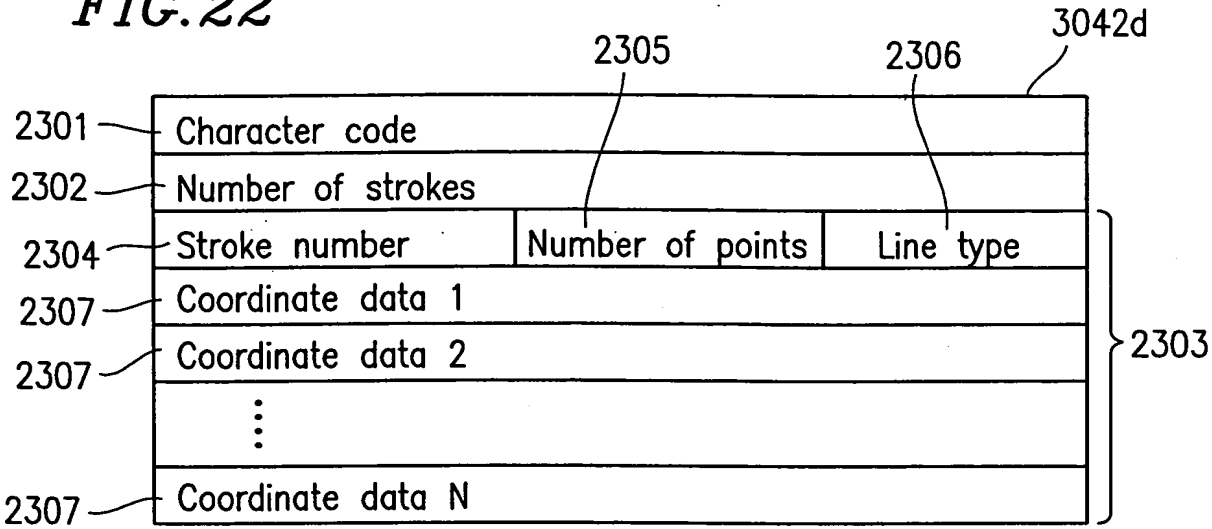 FIG.22
3042d
2305 2306
2301 Character code
2302 Number of strokes
2304 Stroke number Number of points Line type
2307 Coordinate data 1
2307 Coordinate data 2
2303
2307 Coordinate data N